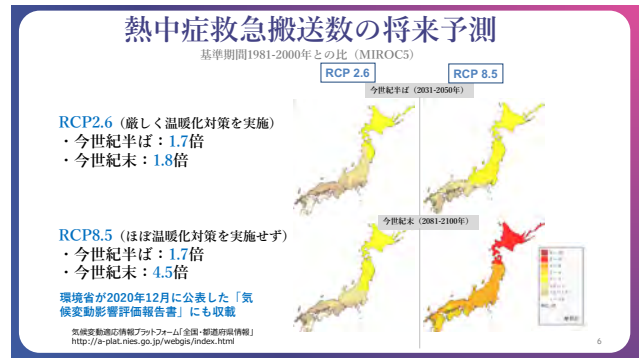 熱中症救急搬送数の将来予測
基準期間1981-2000年との比（MIROC5）
RCP 2.6
RCP 8.5
今世紀半ば（2031-2050年）
RCP2.6（厳しく温暖化対策を実施）
・今世紀半ば：1.7倍
・今世紀末：1.8倍
今世紀末（2081-2100年）
RCP8.5（ほぼ温暖化対策を実施せず）
・今世紀半ば：1.7倍
・今世紀末：4.5倍
環境省が2020年12月に公表した「気
候変動影響評価報告書」にも収載
気候変動適応情報プラットフォーム「全国・都道府県情報」
http://a-plat.nies.go.jp/webgis/index.html
6